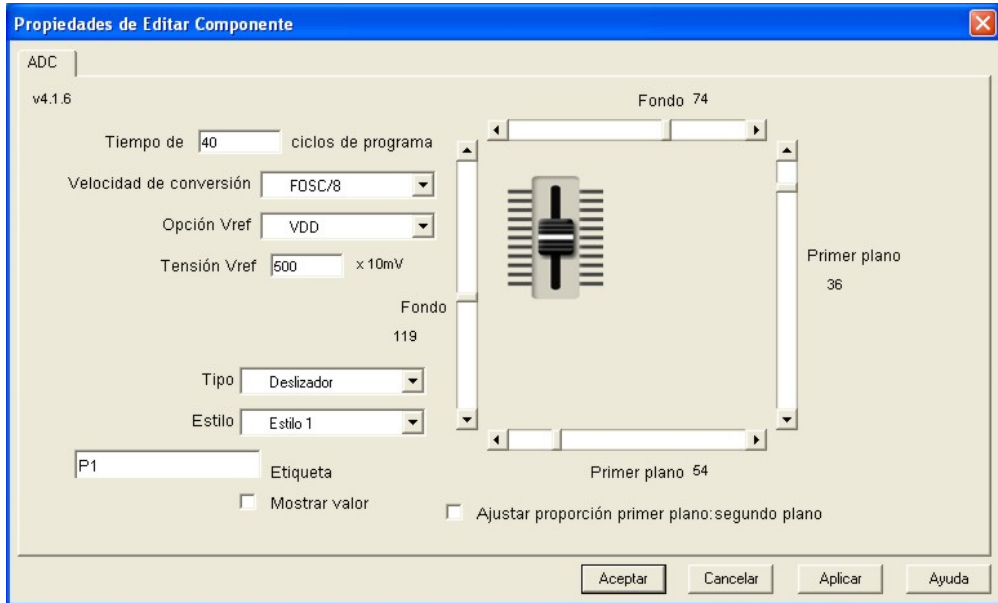 Propiedades de Editar Componente
ADC
v4.1.6
Fondo 74
Tiempo de 40 ciclos de programa
Velocidad de conversión FOSC/8
Opción Vref VDD
Tensión Vref 500 x 10mV
Primer plano
36
Fondo
119
Tipo Deslizador
Estilo Estilo 1
P1 Etiqueta
Primer plano 54
Mostrar valor
Ajustar proporción primer plano:segundo plano
Aceptar Cancelar Aplicar Ayuda